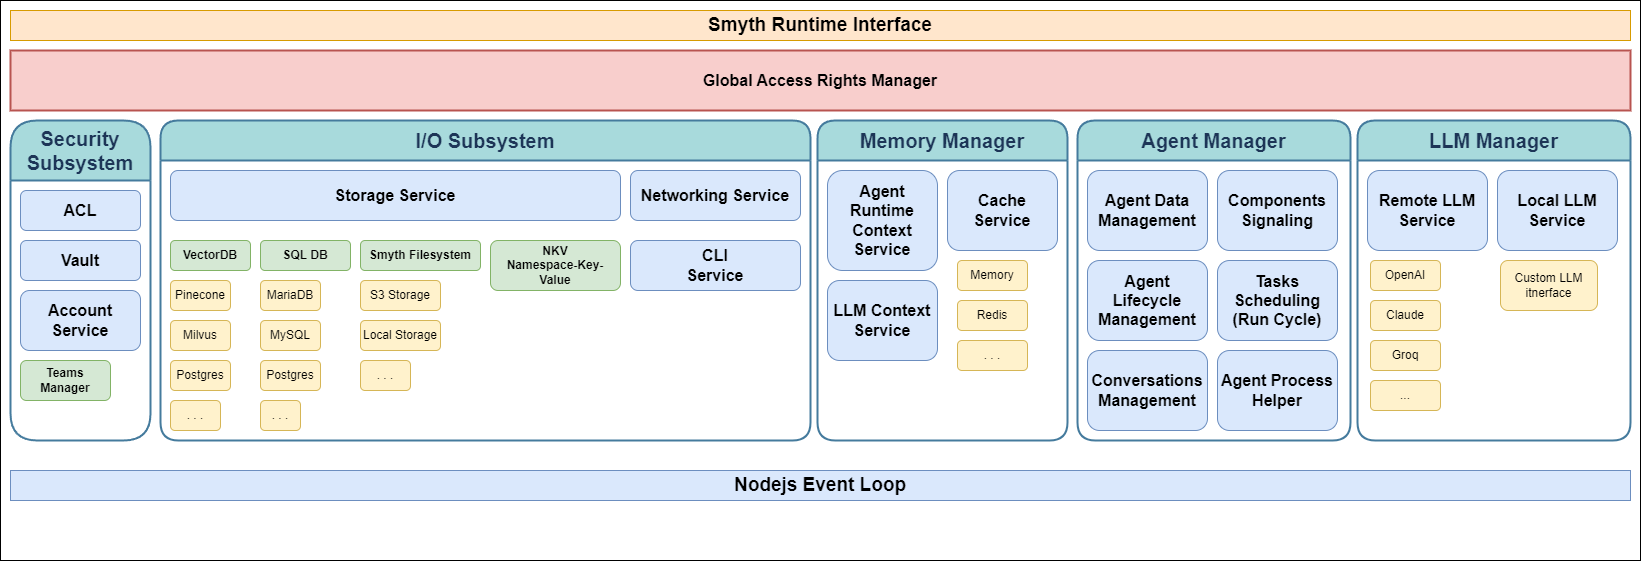 Smyth Runtime Interface
Global Access Rights Manager
Security
Subsystem
ACL
Vault
Account
Service
Teams
Manager
I/O Subsystem
Storage Service
Networking Service
VectorDB
Pinecone
Milvus
Postgres
. . .
SQL DB
MariaDB
MySQL
Postgres
. . .
Smyth Filesystem
S3 Storage
Local Storage
. . .
NKV
Namespace-Key-
Value
CLI
Service
Memory Manager
Agent
Runtime
Context
Service
LLM Context
Service
Cache
Service
Memory
Redis
. . .
Agent Manager
Agent Data
Management
Components
Signaling
Agent
Lifecycle
Management
Tasks
Scheduling
(Run Cycle)
Conversations
Management
Agent Process
Helper
LLM Manager
Remote LLM
Service
OpenAI
Claude
Groq
...
Local LLM
Service
Custom LLM
itnerface
Nodejs Event Loop